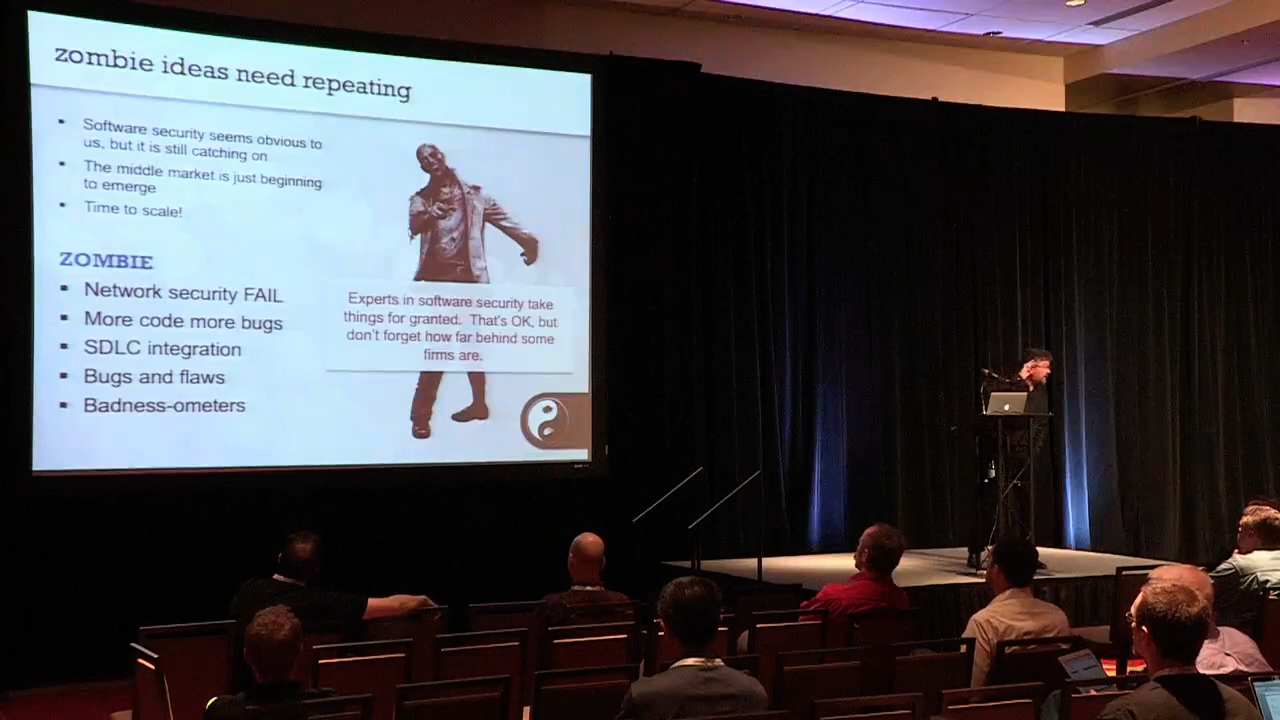 zombie ideas need repeating
▪ Software security seems obvious to
us, but it is still catching on
▪ The middle market is just beginning
to emerge
▪ Time to scale!
ZOMBIE
▪ Network security FAIL
▪ More code more bugs
▪ SDLC integration
▪ Bugs and flaws
▪ Badness-ometers
Experts in software security take
things for granted. That's OK, but
don't forget how far behind some
firms are.